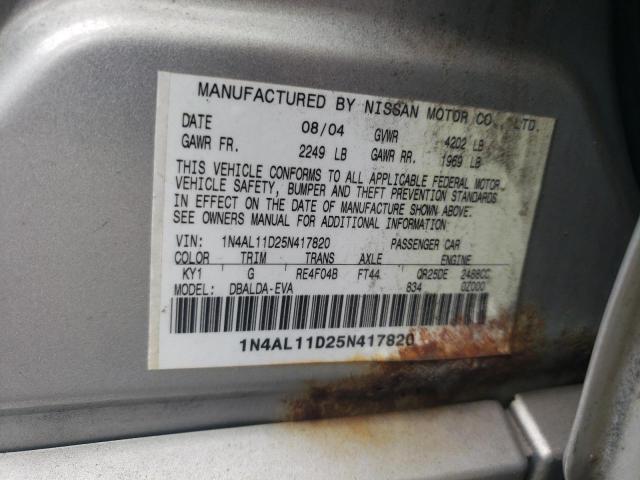 MANUFACTURED BY NISSAN MOTOR CO., LTD.
DATE 08/04 GVWR 4202 LB
GAWR FR. 2249 LB GAWR RR. 1969 LB
THIS VEHICLE CONFORMS TO ALL APPLICABLE FEDERAL MOTOR
VEHICLE SAFETY, BUMPER AND THEFT PREVENTION STANDARDS
IN EFFECT ON THE DATE OF MANUFACTURE SHOWN ABOVE.
SEE OWNERS MANUAL FOR ADDITIONAL INFORMATION
VIN: 1N4AL11D25N417820 PASSENGER CAR
COLOR TRIM TRANS AXLE ENGINE
KY1 G RE4F04B FT44 QR25DE 2488CC
MODEL: DBALDA-EVA 834 0Z000
1N4AL11D25N417820